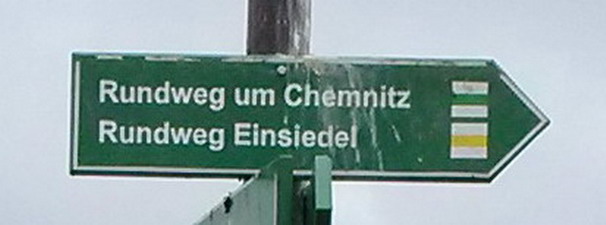 Rundweg um Chemnitz
Rundweg Einsiedel